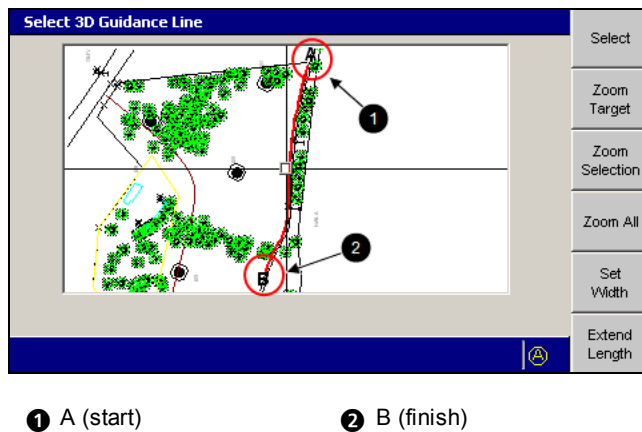 Select 3D Guidance Line
Select
Zoom
Target
Zoom
Selection
Zoom All
Set
Width
Extend
Length
A
1
2
B
A
1 A (start) 2 B (finish)